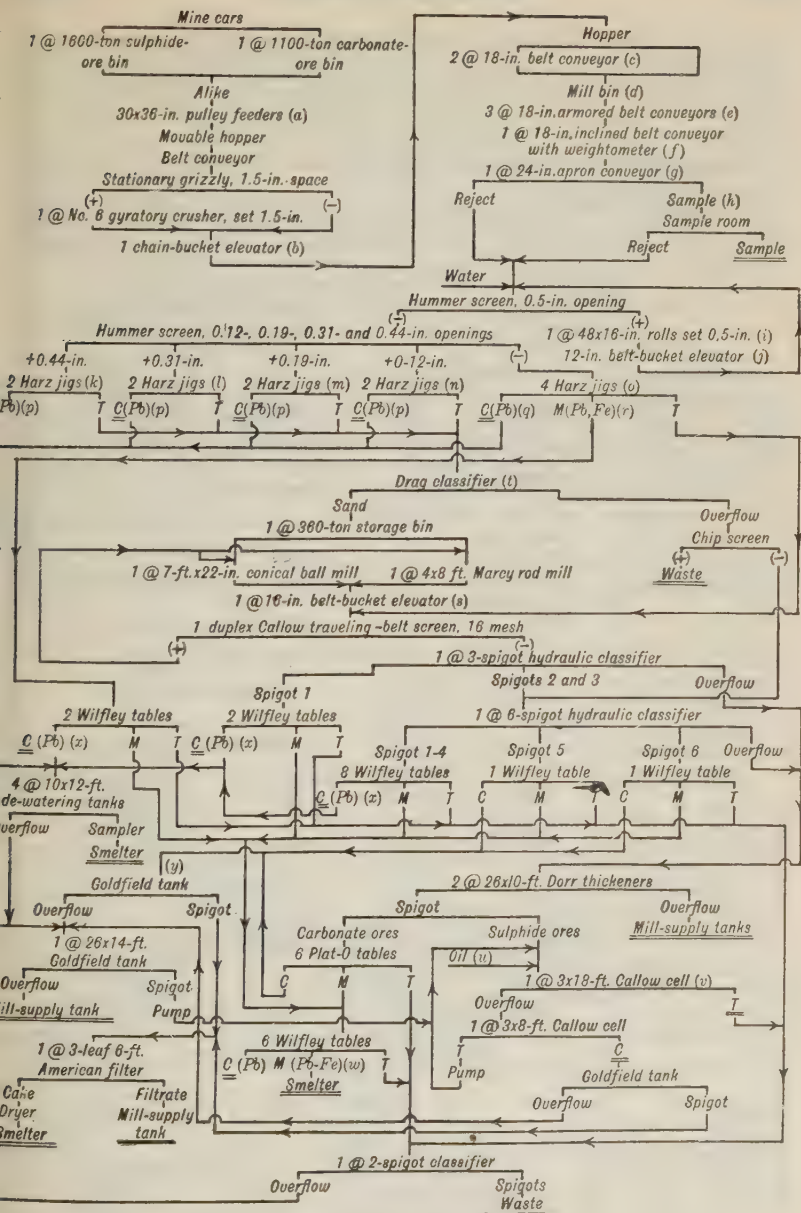 Mine cars
1 @ 1600-ton sulphide-ore bin
1 @ 1100-ton carbonate-ore bin
Alike
30x36-in. pulley feeders (a)
Movable hopper
Belt conveyor
Stationary grizzly, 1.5-in. space
(+)
(-)
1 @ No. 6 gyratory crusher, set 1.5-in.
1 chain-bucket elevator (b)
Hopper
2 @ 18-in. belt conveyor (c)
Mill bin (d)
3 @ 18-in. armored belt conveyors (e)
1 @ 18-in. inclined belt conveyor
with weightometer (f)
1 @ 24-in. apron conveyor (g)
Reject
Sample (h)
Sample room
Reject
Sample
Water
Hummer screen, 0.5-in. opening
(-)
(+)
Hummer screen, 0.12-, 0.19-, 0.31- and 0.44-in. openings
1 @ 48x16-in. rolls set 0.5-in. (i)
12-in. belt-bucket elevator (j)
+0.44-in.
+0.31-in.
+0.19-in.
+0-12-in.
(-)
2 Harz jigs (k)
2 Harz jigs (l)
2 Harz jigs (m)
2 Harz jigs (n)
4 Harz jigs (o)
Pb)(p)
T
C(Pb)(p)
T
C(Pb)(p)
T
C(Pb)(p)
T
C(Pb)(q)
M(Pb,Fe)(r)
T
Drag classifier (t)
Sand
Overflow
1 @ 360-ton storage bin
Chip screen
(+)
(-)
Waste
1 @ 7-ft.x22-in. conical ball mill
1 @ 4x8 ft. Marcy rod mill
1 @ 16-in. belt-bucket elevator (s)
1 duplex Callow traveling-belt screen, 16 mesh
(+)
(-)
1 @ 3-spigot hydraulic classifier
Spigot 1
Spigots 2 and 3
Overflow
2 Wilfley tables
2 Wilfley tables
1 @ 6-spigot hydraulic classifier
C (Pb) (x)
M
T
C (Pb) (x)
M
T
Spigot 1-4
Spigot 5
Spigot 6
Overflow
8 Wilfley tables
1 Wilfley table
1 Wilfley table
C (Pb) (x)
M
T
C
M
T
C
M
T
4 @ 10x12-ft.
de-watering tanks
verflow
Sampler
Smelter
(y)
Goldfield tank
Overflow
Spigot
2 @ 26x10-ft. Dorr thickeners
Spigot
Overflow
Mill-supply tanks
Carbonate ores
Sulphide ores
6 Plat-O tables
Oil (u)
C
M
T
1 @ 26x14-ft.
Goldfield tank
Overflow
Spigot
ill-supply tank
Pump
1 @ 3x18-ft. Callow cell (v)
Overflow
T
1 @ 3x8-ft. Callow cell
T
C
Pump
Goldfield tank
Overflow
Spigot
6 Wilfley tables
C (Pb)
M (Pb-Fe)(w)
T
Smelter
1 @ 3-leaf 6-ft.
American filter
Cake
Filtrate
Dryer
Mill-supply
Smelter
tank
1 @ 2-spigot classifier
Overflow
Spigots
Waste